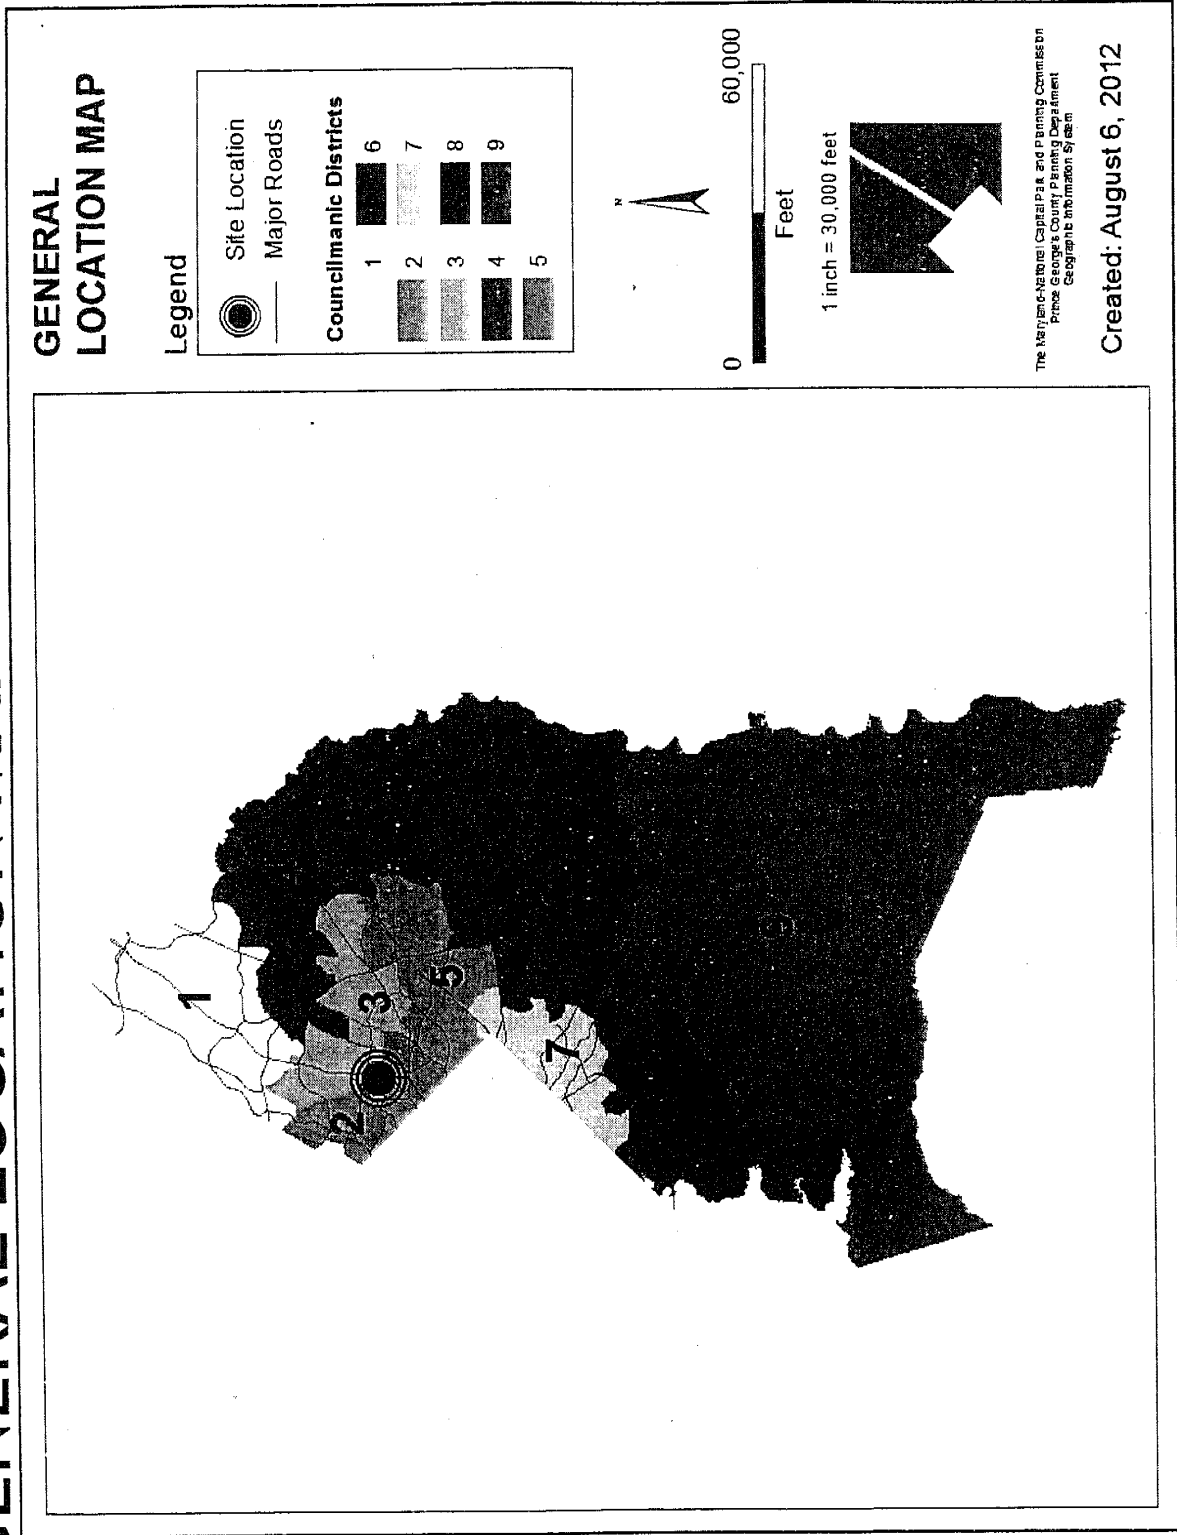 GENERAL
LOCATION MAP
Legend
Site Location
Major Roads
Councilmanic Districts
1
2
3
4
5
6
7
8
9
N
0
60,000
Feet
1 inch = 30,000 feet
The Maryland-National Capital Park and Planning Commission
Prince George's County Planning Department
Geographic Information System
Created: August 6, 2012
1
2
3
5
7